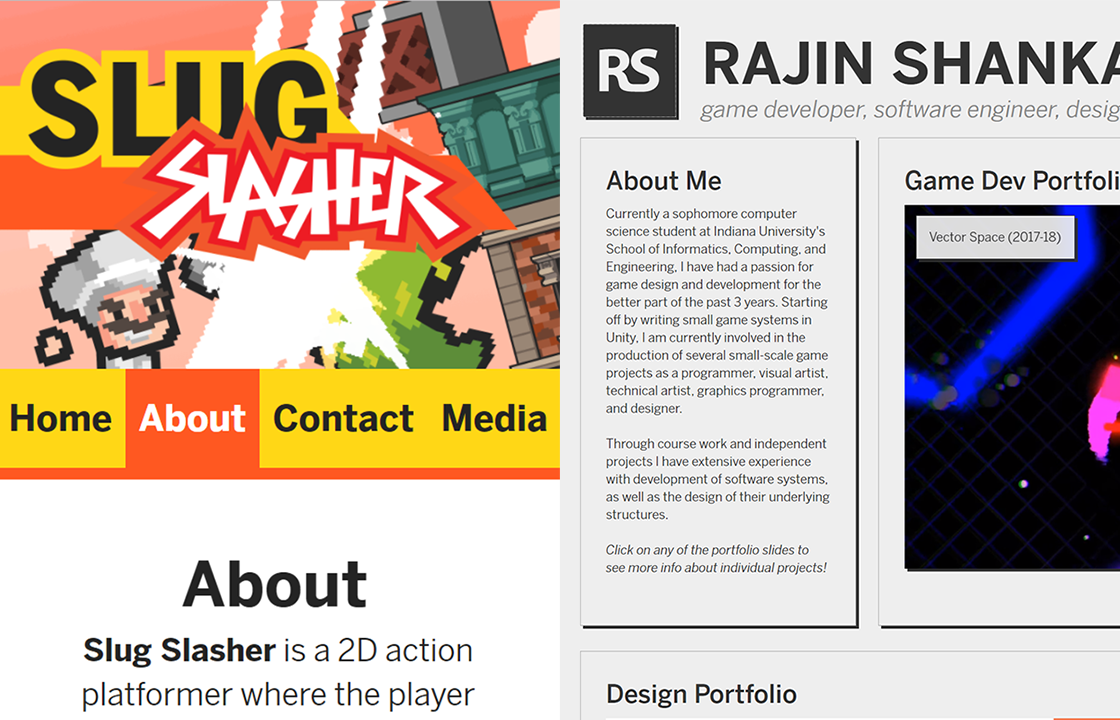 SLUG
SLASHER
Home About Contact Media
About
Slug Slasher is a 2D action
platformer where the player
RS
RAJIN SHANKA
game developer, software engineer, desig
About Me
Currently a sophomore computer
science student at Indiana University's
School of Informatics, Computing, and
Engineering, I have had a passion for
game design and development for the
better part of the past 3 years. Starting
off by writing small game systems in
Unity, I am currently involved in the
production of several small-scale game
projects as a programmer, visual artist,
technical artist, graphics programmer,
and designer.
Through course work and independent
projects I have extensive experience
with development of software systems,
as well as the design of their underlying
structures.
Click on any of the portfolio slides to
see more info about individual projects!
Game Dev Portfoli
Vector Space (2017-18)
Design Portfolio